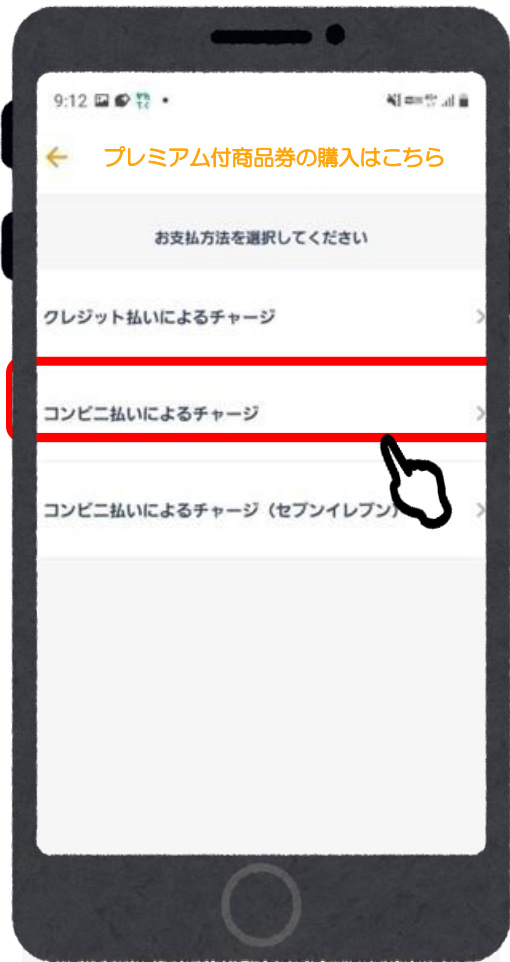 9:12
プレミアム付商品券の購入はこちら
お支払方法を選択してください
クレジット払いによるチャージ
コンビニ払いによるチャージ
コンビニ払いによるチャージ（セブンイレブン）